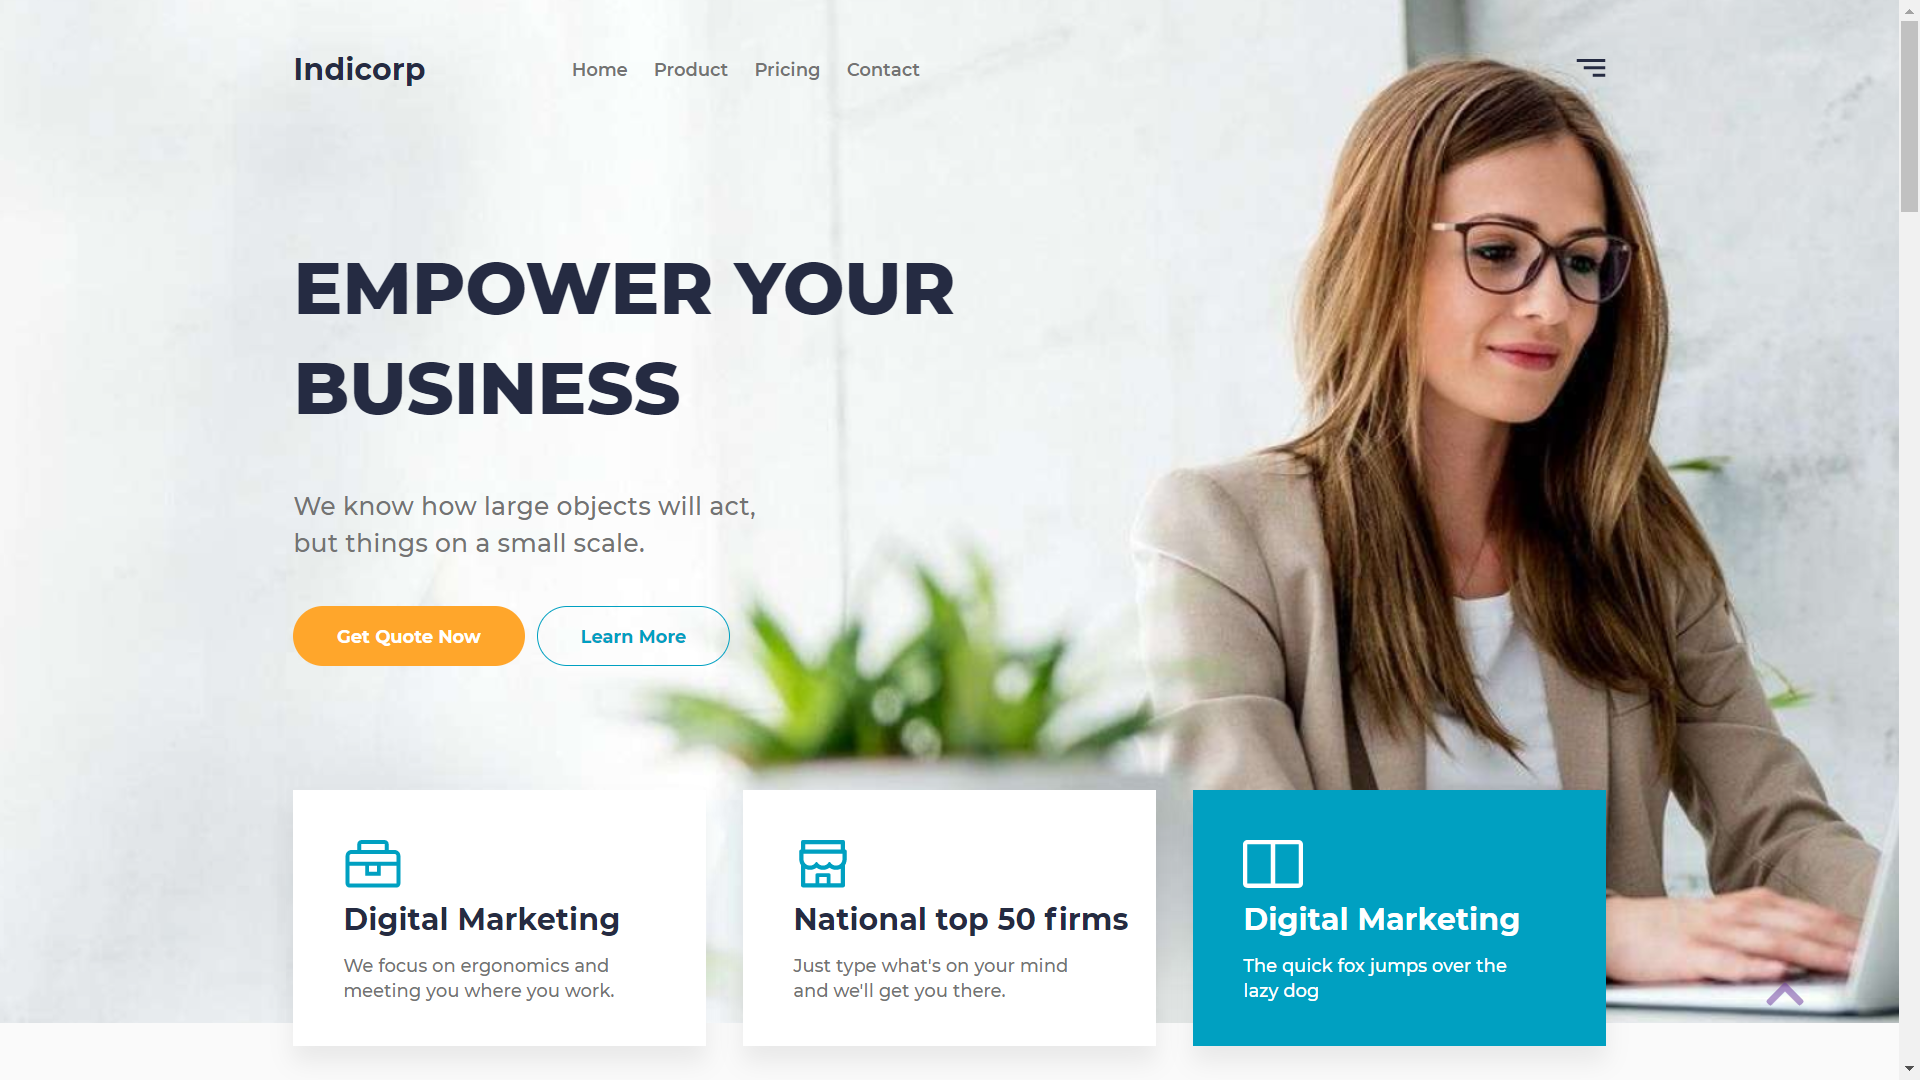 Indicorp
Home Product Pricing Contact
EMPOWER YOUR
BUSINESS
We know how large objects will act,
but things on a small scale.
Get Quote Now
Learn More
Digital Marketing
We focus on ergonomics and
meeting you where you work.
National top 50 firms
Just type what's on your mind
and we'll get you there.
Digital Marketing
The quick fox jumps over the
lazy dog